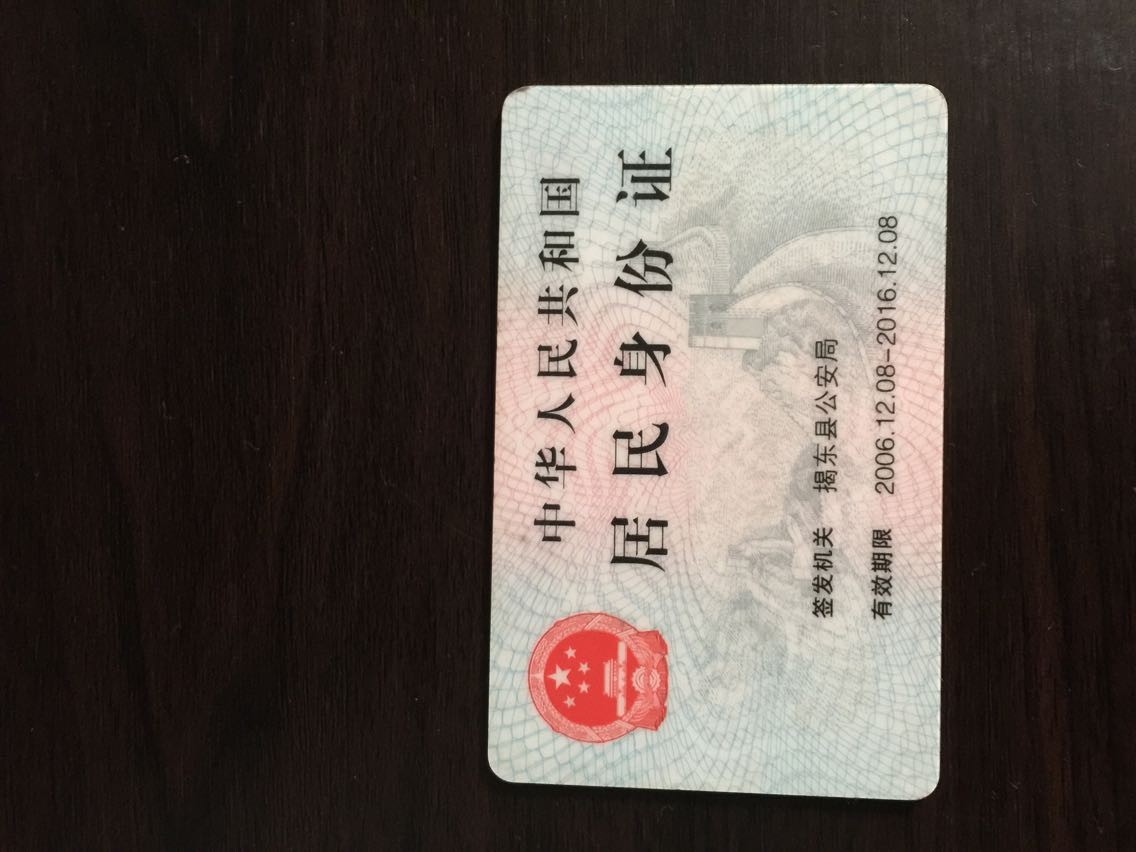 中华人民共和国
居民身份证
签发机关 揭东县公安局
有效期限 2006.12.08-2016.12.08